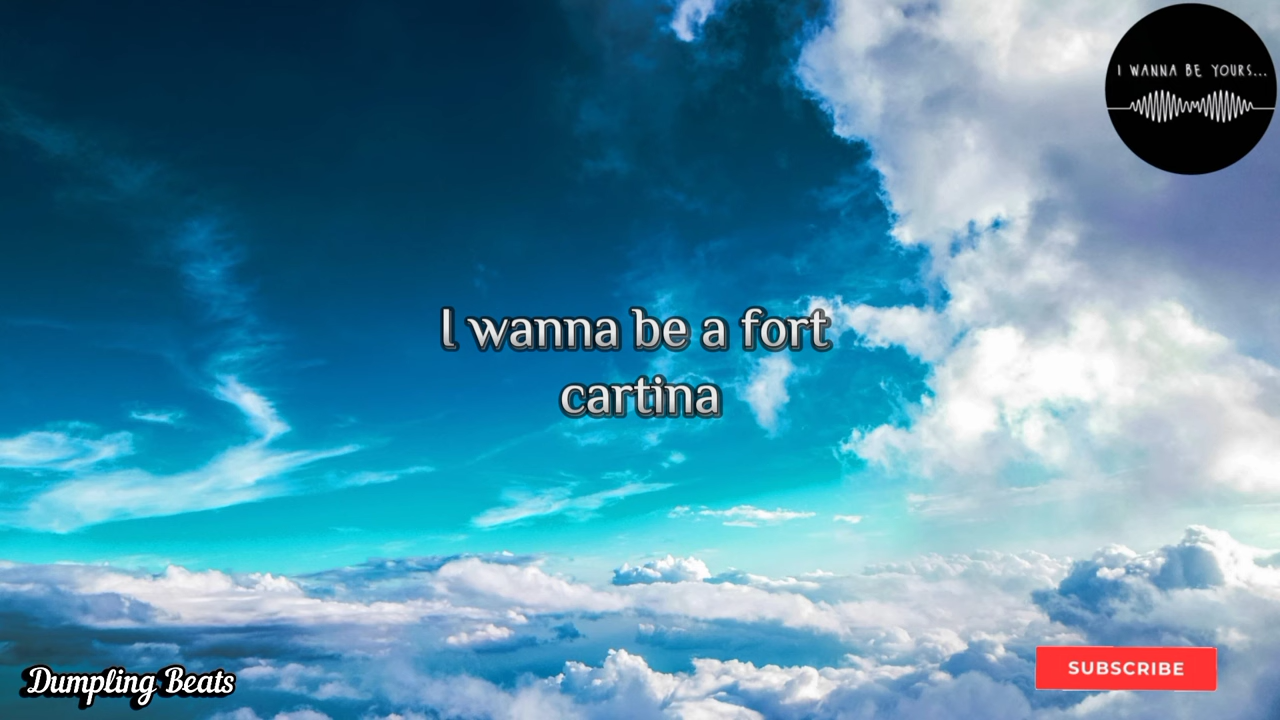 I WANNA BE YOURS...
I wanna be a fort
cartina
Dumpling Beats
SUBSCRIBE